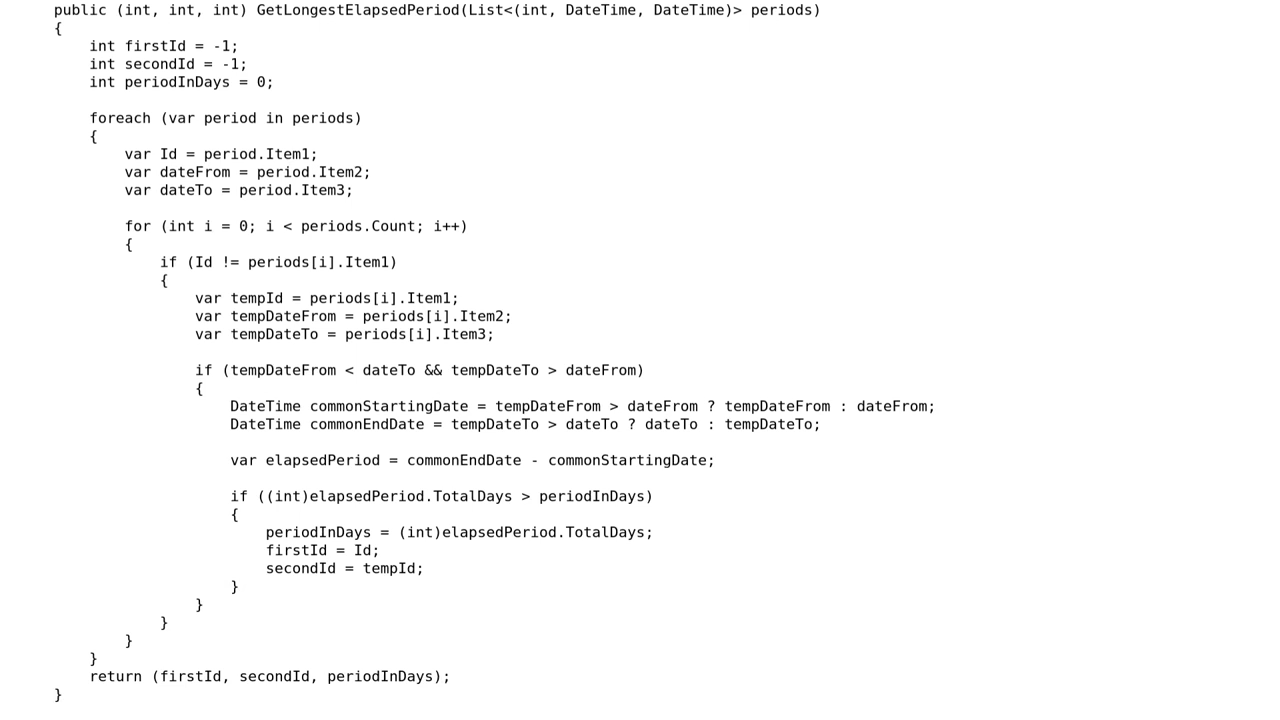 public (int, int, int) GetLongestElapsedPeriod(List<(int, DateTime, DateTime)> periods)
{
    int firstId = -1;
    int secondId = -1;
    int periodInDays = 0;

    foreach (var period in periods)
    {
        var Id = period.Item1;
        var dateFrom = period.Item2;
        var dateTo = period.Item3;

        for (int i = 0; i < periods.Count; i++)
        {
            if (Id != periods[i].Item1)
            {
                var tempId = periods[i].Item1;
                var tempDateFrom = periods[i].Item2;
                var tempDateTo = periods[i].Item3;

                if (tempDateFrom < dateTo && tempDateTo > dateFrom)
                {
                    DateTime commonStartingDate = tempDateFrom > dateFrom ? tempDateFrom : dateFrom;
                    DateTime commonEndDate = tempDateTo > dateTo ? dateTo : tempDateTo;

                    var elapsedPeriod = commonEndDate - commonStartingDate;

                    if ((int)elapsedPeriod.TotalDays > periodInDays)
                    {
                        periodInDays = (int)elapsedPeriod.TotalDays;
                        firstId = Id;
                        secondId = tempId;
                    }
                }
            }
        }
    }
    return (firstId, secondId, periodInDays);
}